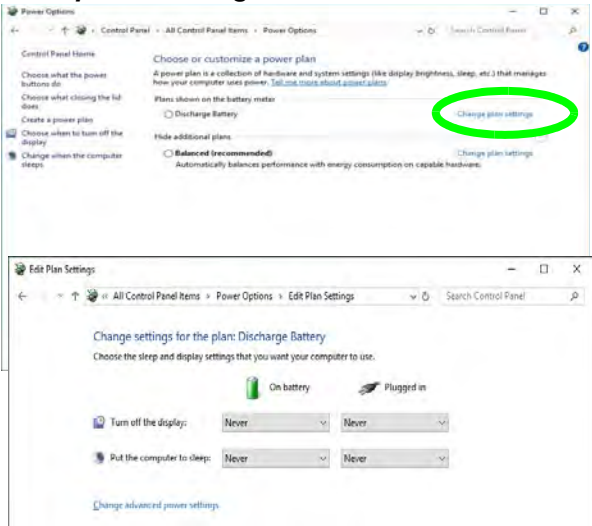 Power Options
Control Panel › All Control Panel Items › Power Options
Search Control Panel
Control Panel Home
Choose what the power
buttons do
Choose what closing the lid
does
Create a power plan
Choose when to turn off the
display
Change when the computer
sleeps
Choose or customize a power plan
A power plan is a collection of hardware and system settings (like display brightness, sleep, etc.) that manages
how your computer uses power. Tell me more about power plans
Plans shown on the battery meter
Discharge Battery
Change plan settings
Hide additional plans
Balanced (recommended)
Change plan settings
Automatically balances performance with energy consumption on capable hardware.
Edit Plan Settings
« All Control Panel Items › Power Options › Edit Plan Settings
Search Control Panel
Change settings for the plan: Discharge Battery
Choose the sleep and display settings that you want your computer to use.
On battery
Plugged in
Turn off the display:
Never
Never
Put the computer to sleep:
Never
Never
Change advanced power settings